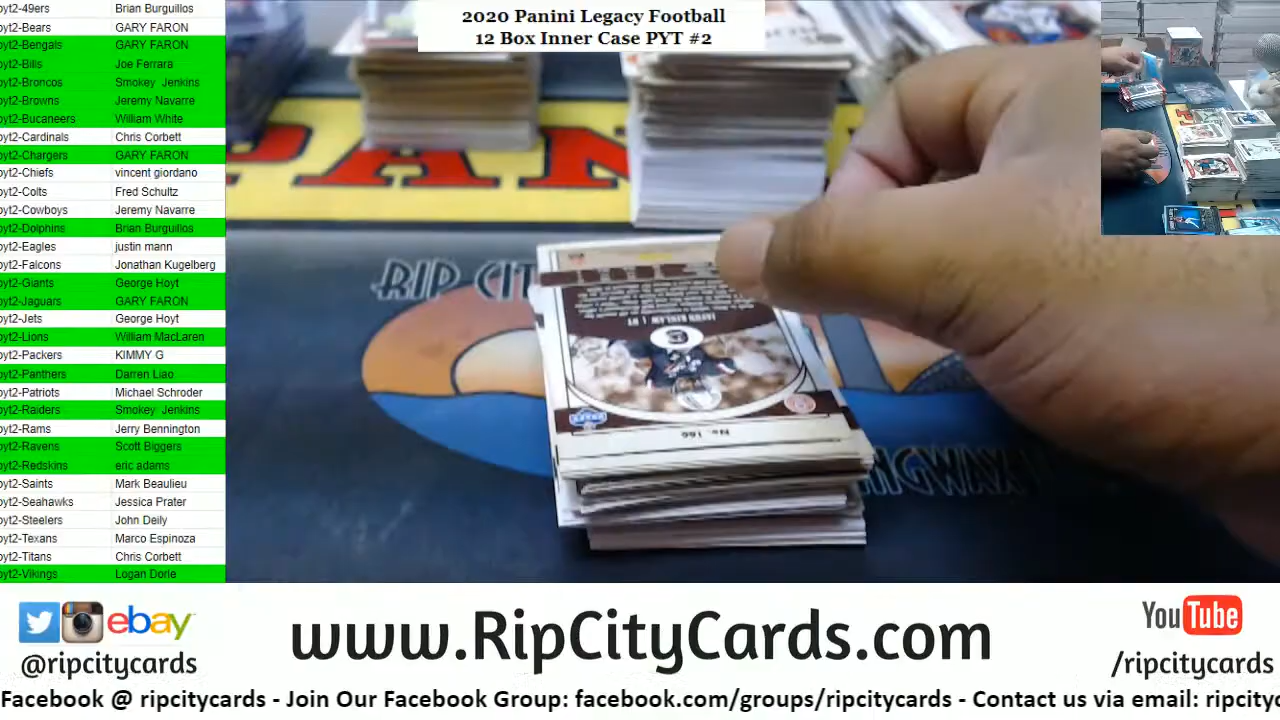 2020 Panini Legacy Football
12 Box Inner Case PYT #2
pyt2-49ers Brian Burguillos
pyt2-Bears GARY FARON
pyt2-Bengals GARY FARON
pyt2-Bills Joe Ferrara
pyt2-Broncos Smokey Jenkins
pyt2-Browns Jeremy Navarre
pyt2-Bucaneers William White
pyt2-Cardinals Chris Corbett
pyt2-Chargers GARY FARON
pyt2-Chiefs vincent giordano
pyt2-Colts Fred Schultz
pyt2-Cowboys Jeremy Navarre
pyt2-Dolphins Brian Burguillos
pyt2-Eagles justin mann
pyt2-Falcons Jonathan Kugelberg
pyt2-Giants George Hoyt
pyt2-Jaguars GARY FARON
pyt2-Jets George Hoyt
pyt2-Lions William MacLaren
pyt2-Packers KIMMY G
pyt2-Panthers Darren Liao
pyt2-Patriots Michael Schroder
pyt2-Raiders Smokey Jenkins
pyt2-Rams Jerry Bennington
pyt2-Ravens Scott Biggers
pyt2-Redskins eric adams
pyt2-Saints Mark Beaulieu
pyt2-Seahawks Jessica Prater
pyt2-Steelers John Deily
pyt2-Texans Marco Espinoza
pyt2-Titans Chris Corbett
pyt2-Vikings Logan Dorie
RIP CITY
No. 166
ebay
@ripcitycards
www.RipCityCards.com
YouTube
/ripcitycards
Facebook @ ripcitycards - Join Our Facebook Group: facebook.com/groups/ripcitycards - Contact us via email: ripcityc